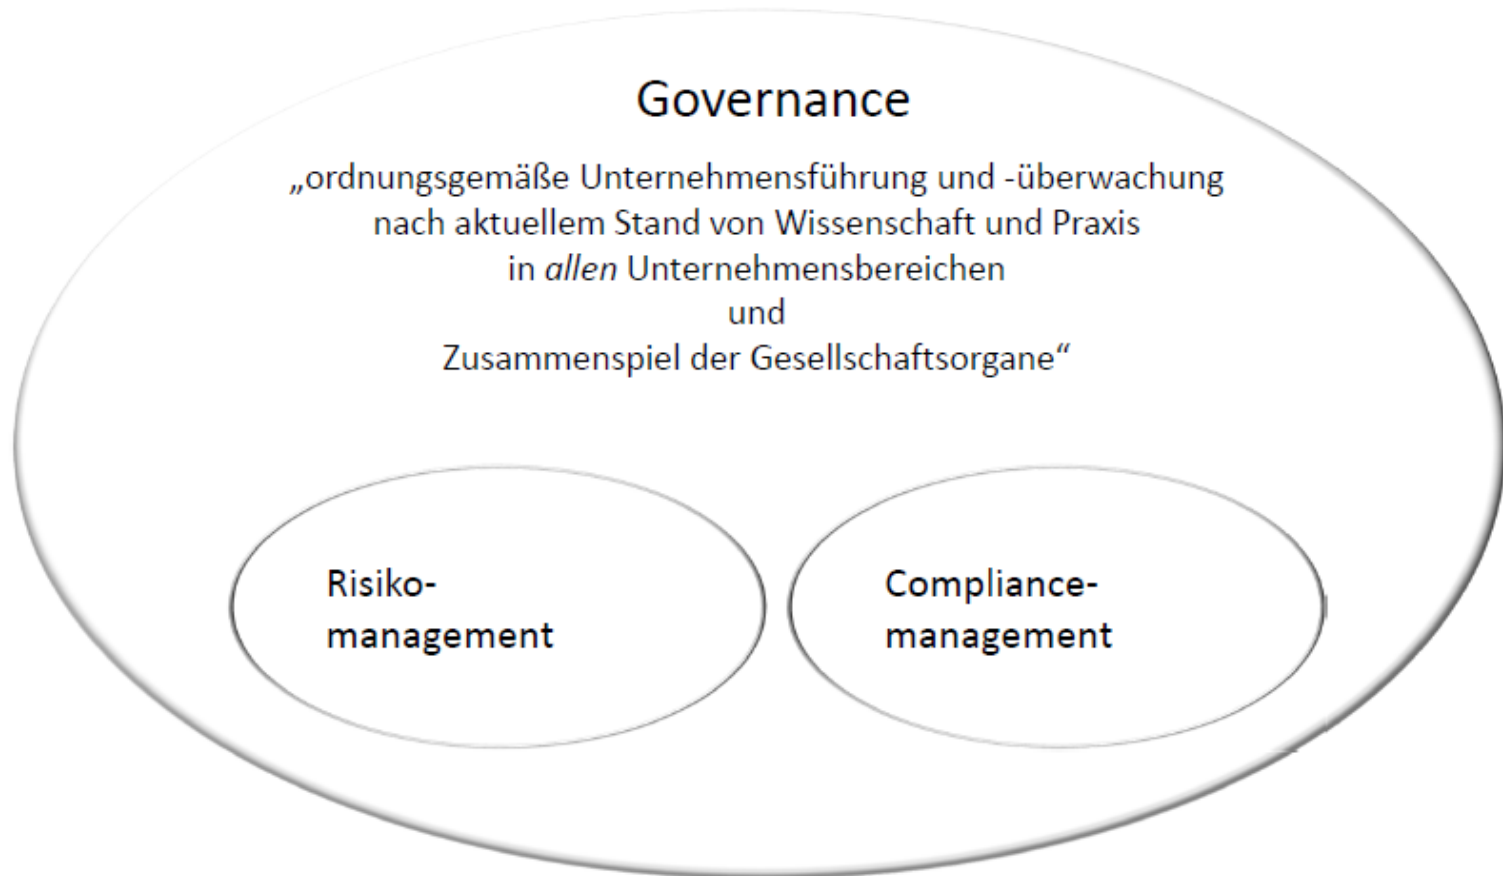 Governance
„ordnungsgemäße Unternehmensführung und -überwachung
nach aktuellem Stand von Wissenschaft und Praxis
in allen Unternehmensbereichen
und
Zusammenspiel der Gesellschaftsorgane“
Risiko-
management
Compliance-
management